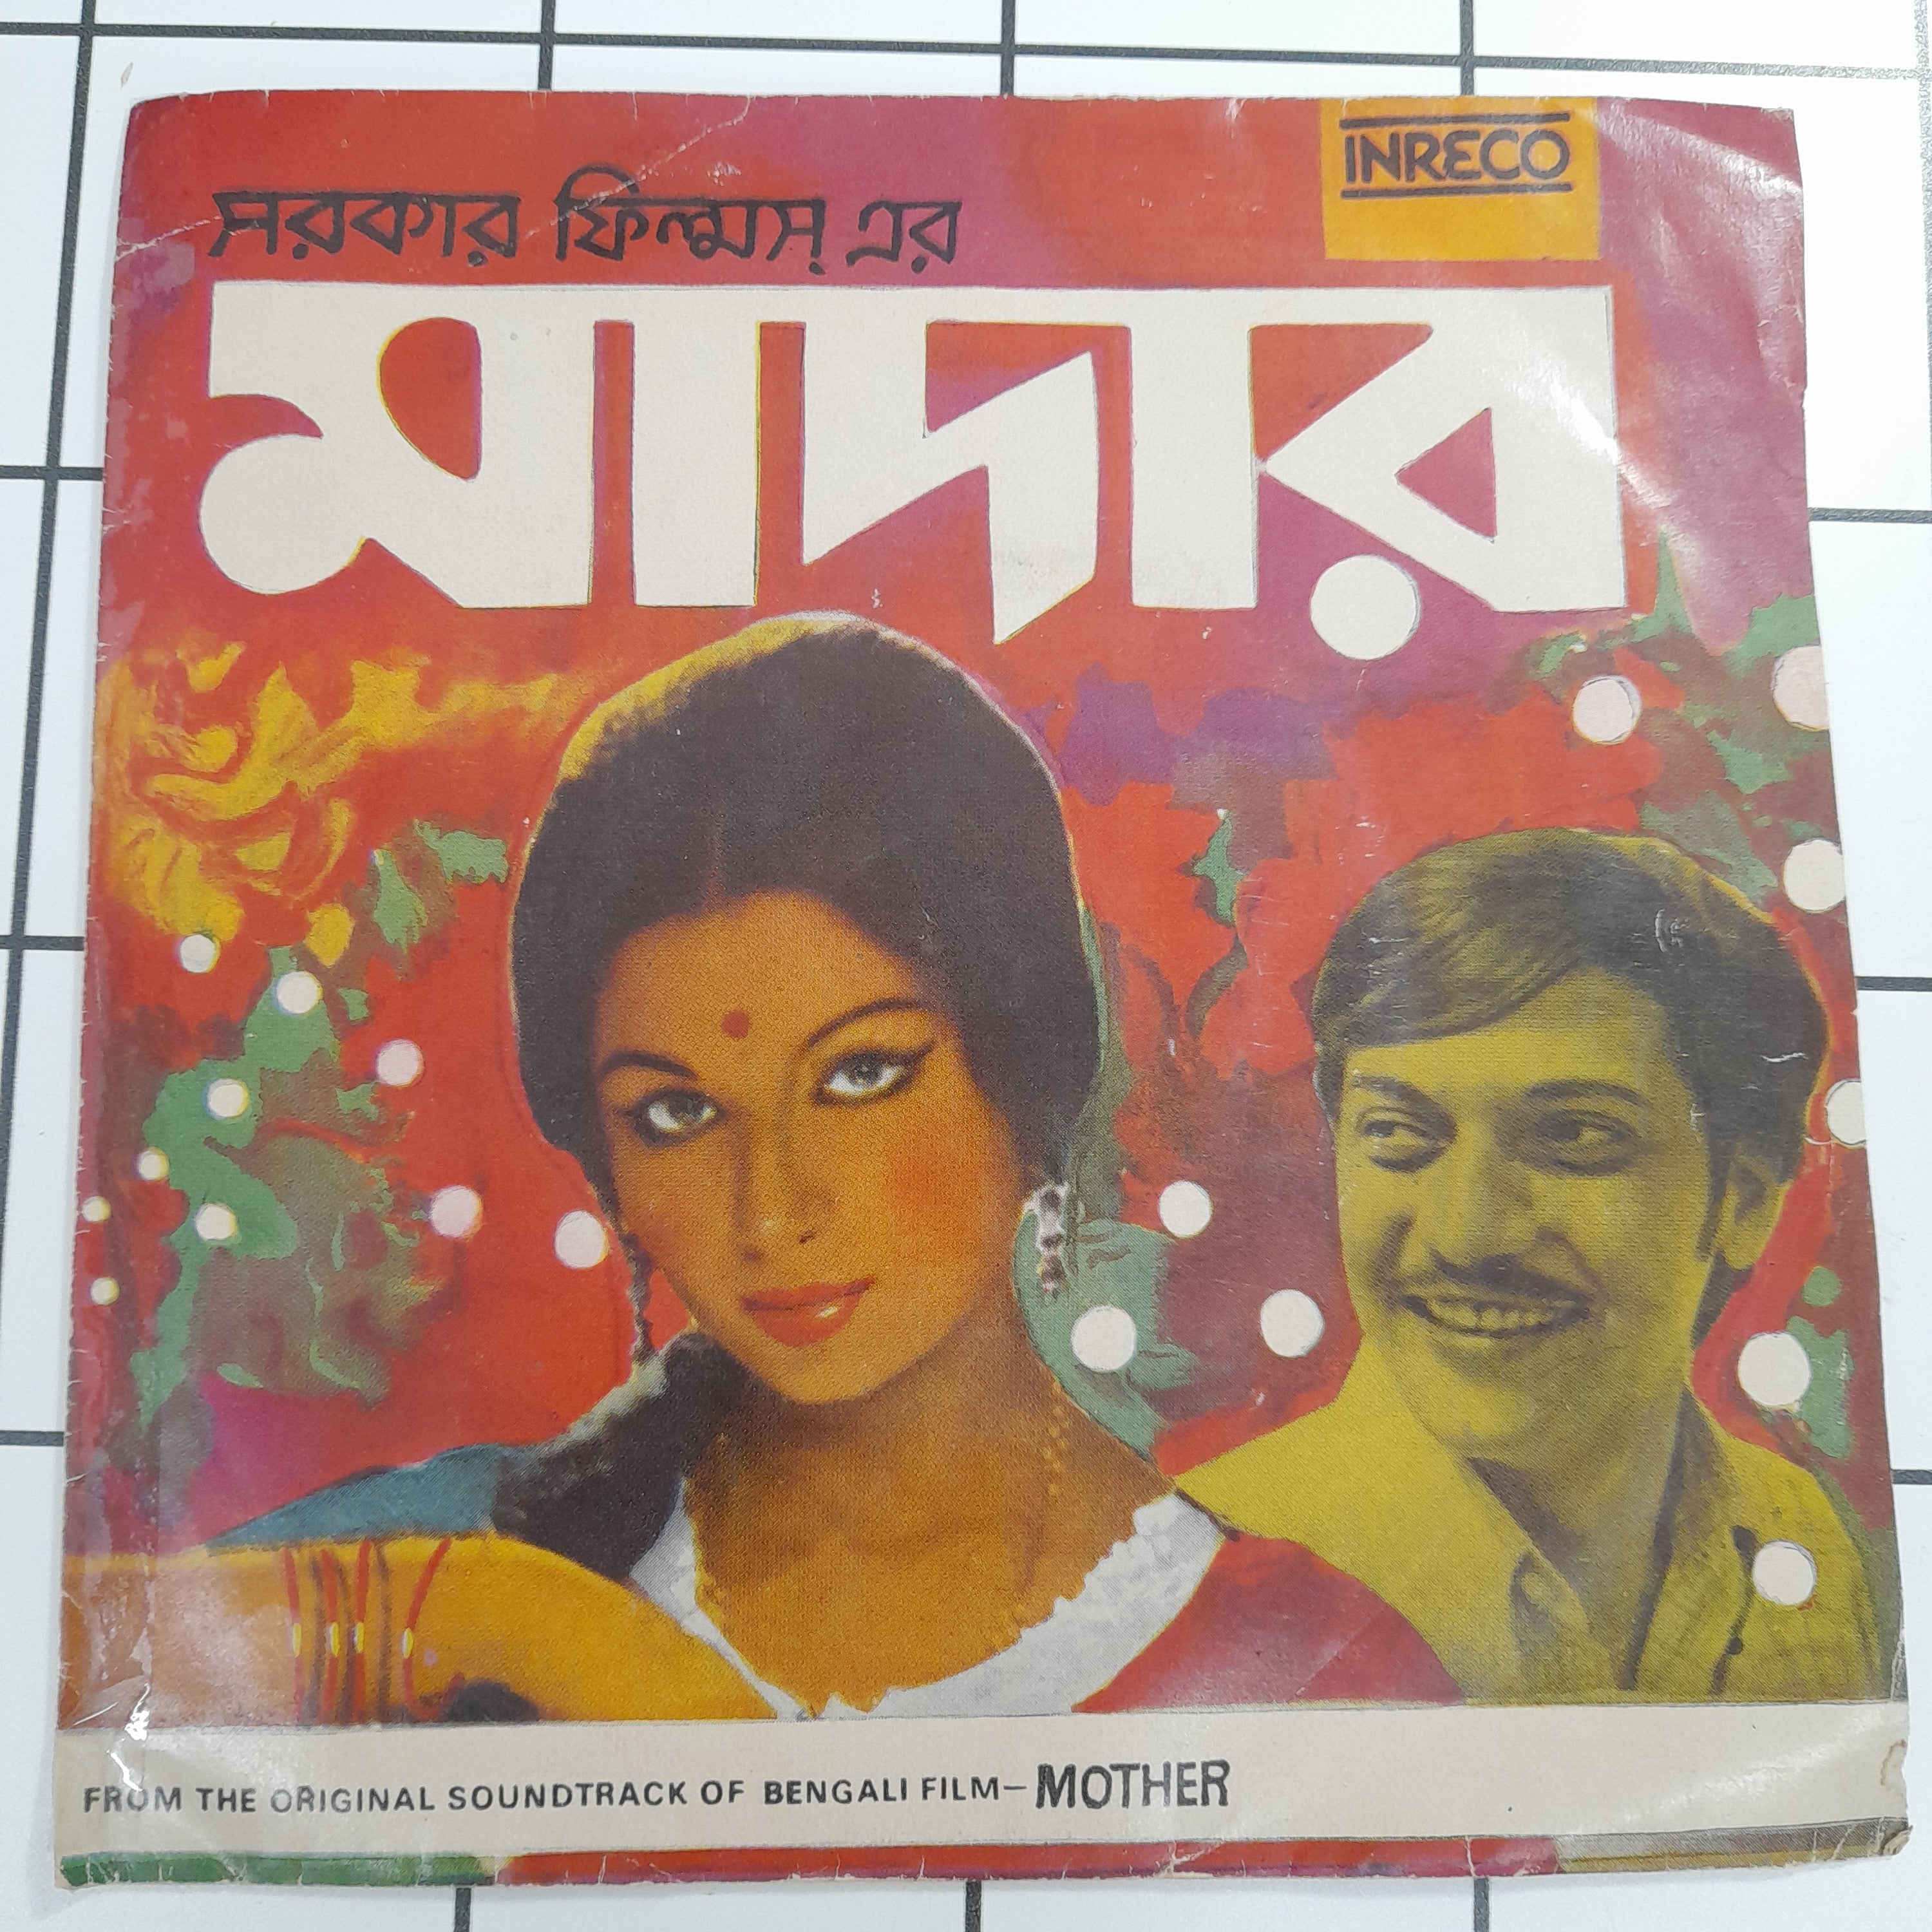 INRECO
সরকার ফিল্মস্ এর
মাদার
FROM THE ORIGINAL SOUNDTRACK OF BENGALI FILM—MOTHER